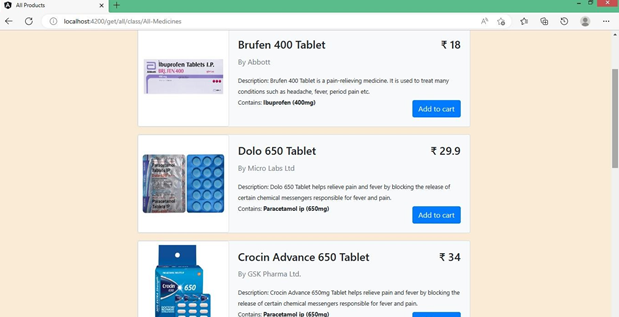 All Products
localhost:4200/get/all/class/All-Medicines
Brufen 400 Tablet
₹ 18
By Abbott
Description: Brufen 400 Tablet is a pain-relieving medicine. It is used to treat many
conditions such as headache, fever, period pain etc.
Contains: Ibuprofen (400mg)
Add to cart
Ibuprofen Tablets I.P.
BRUFEN 400
Dolo 650 Tablet
₹ 29.9
By Micro Labs Ltd
Description: Dolo 650 Tablet helps relieve pain and fever by blocking the release of
certain chemical messengers responsible for fever and pain.
Contains: Paracetamol ip (650mg)
Add to cart
Crocin Advance 650 Tablet
₹ 34
By GSK Pharma Ltd.
Description: Crocin Advance 650mg Tablet helps relieve pain and fever by blocking the
release of certain chemical messengers responsible for fever and pain.
Contains: Paracetamol ip (650mg)
Crocin
650